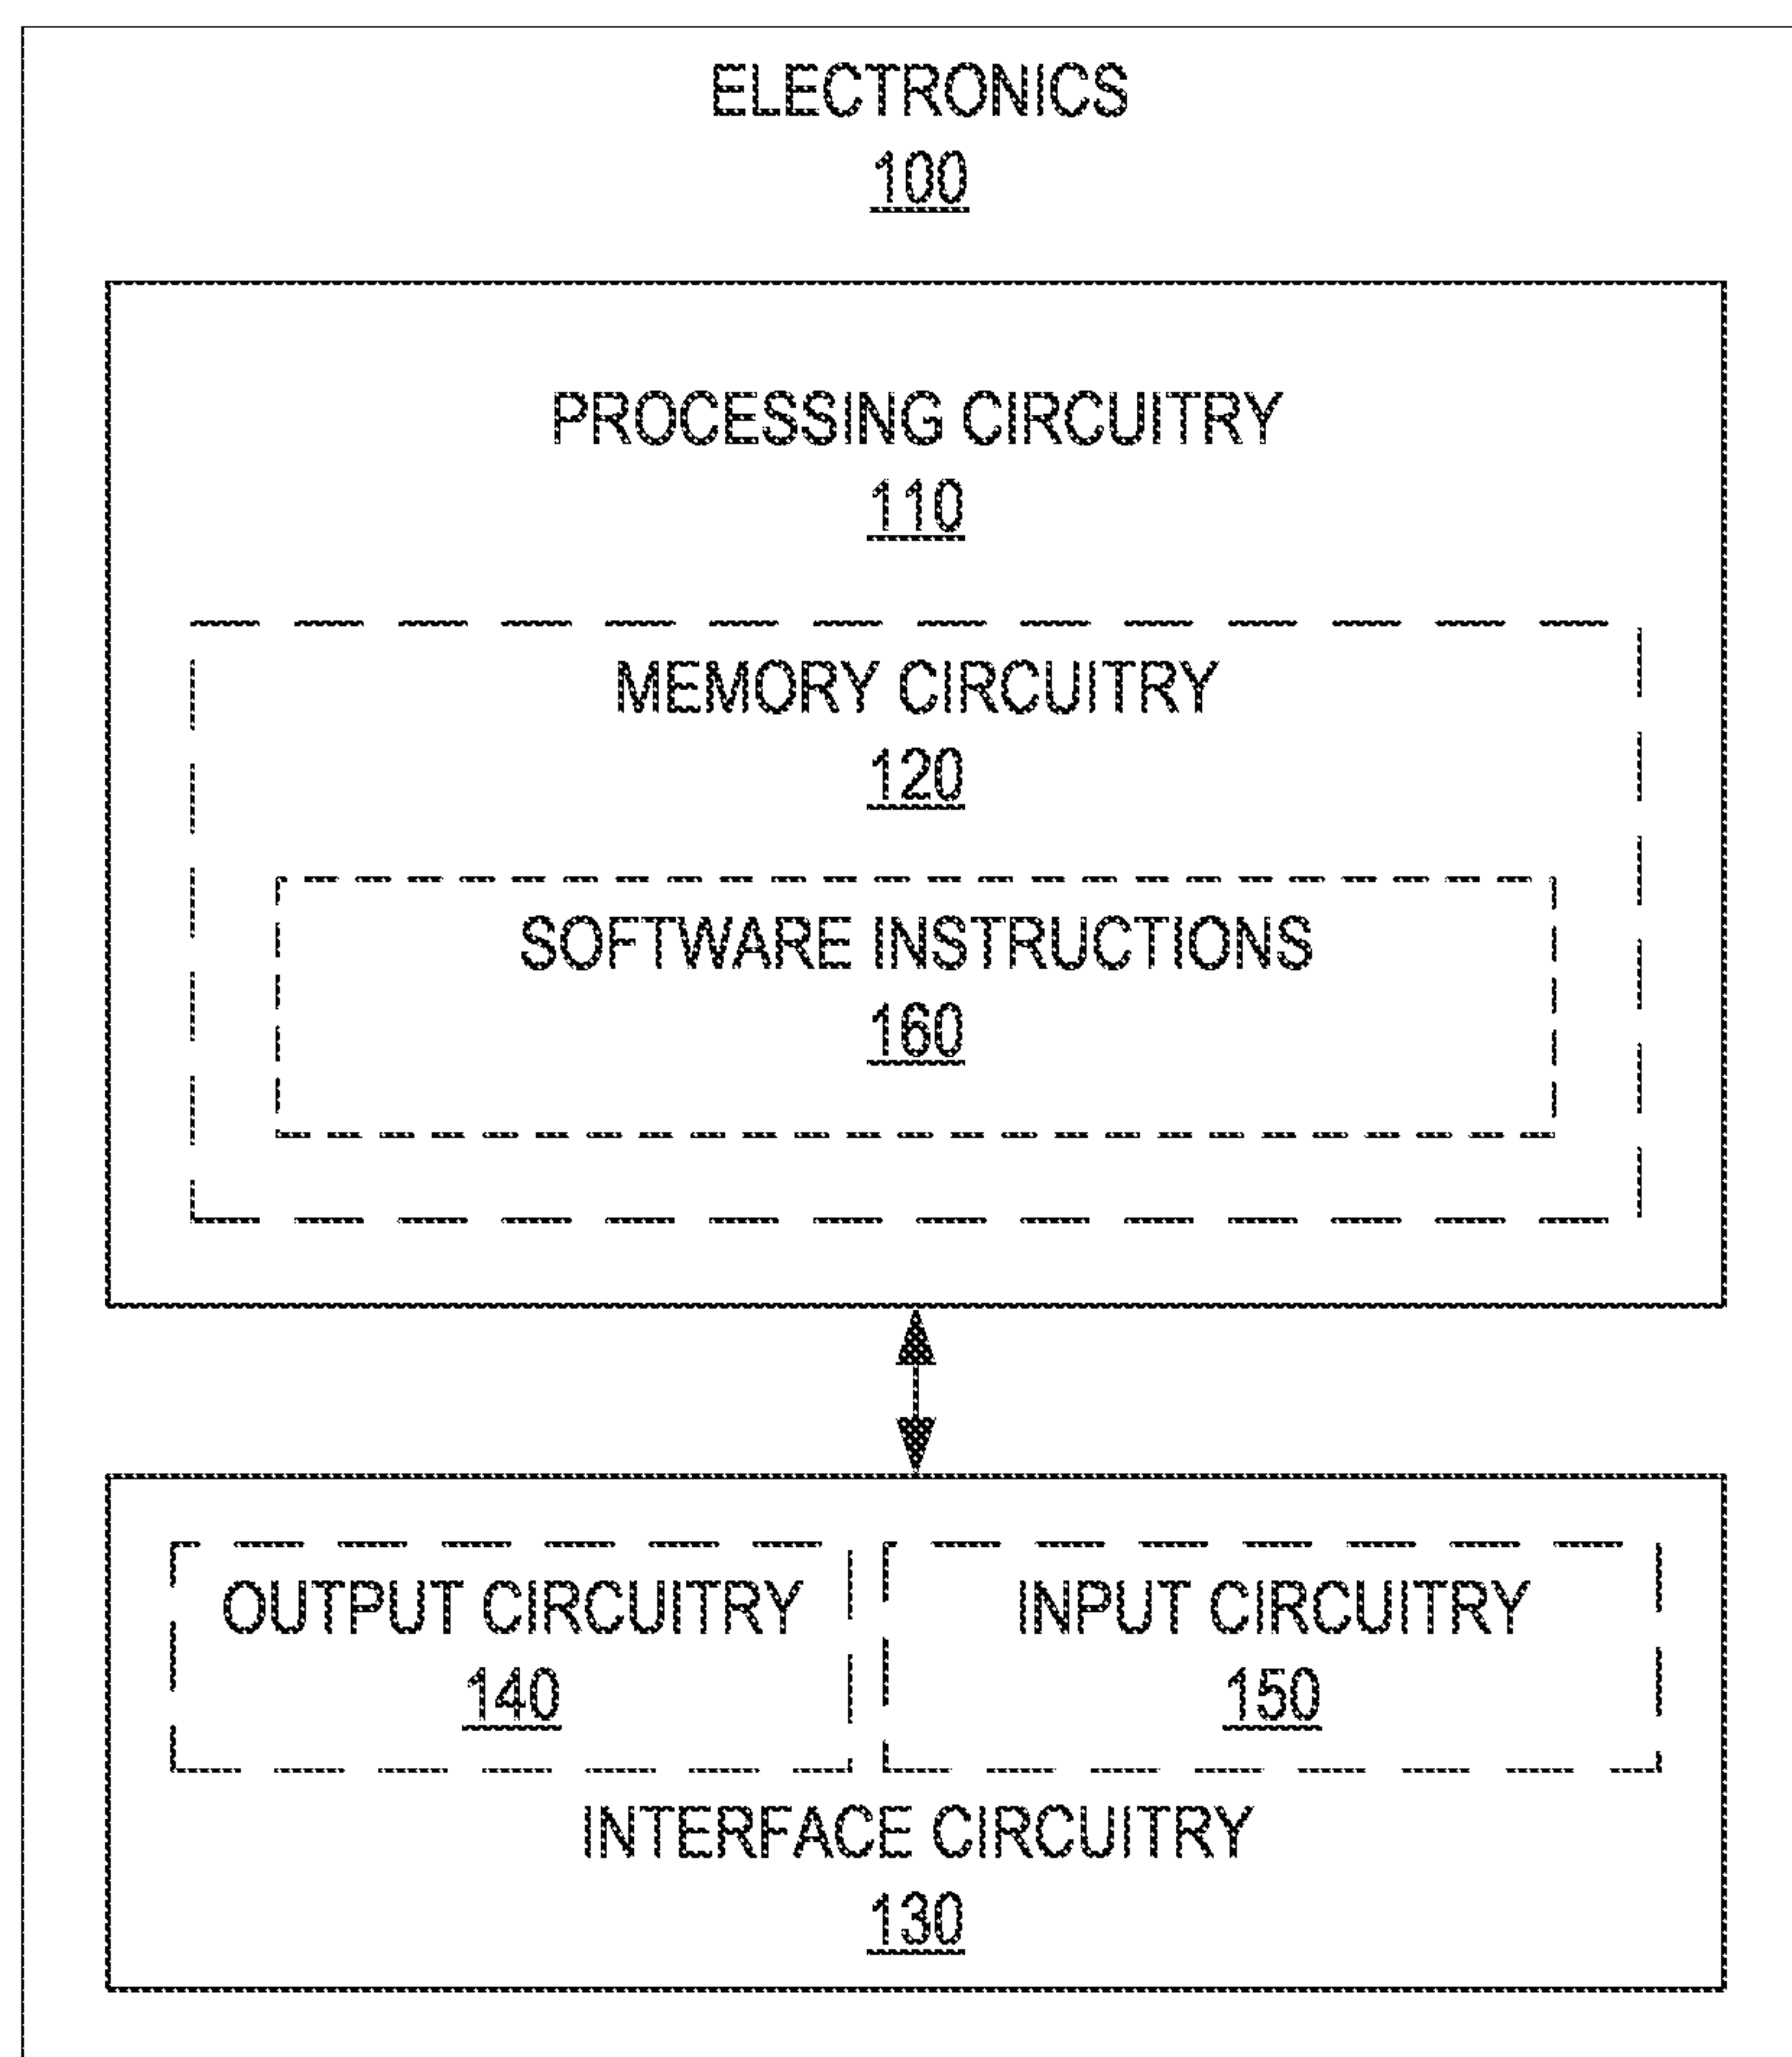 ELECTRONICS
100
PROCESSING CIRCUITRY
110
MEMORY CIRCUITRY
120
SOFTWARE INSTRUCTIONS
160
OUTPUT CIRCUITRY
140
INPUT CIRCUITRY
150
INTERFACE CIRCUITRY
130